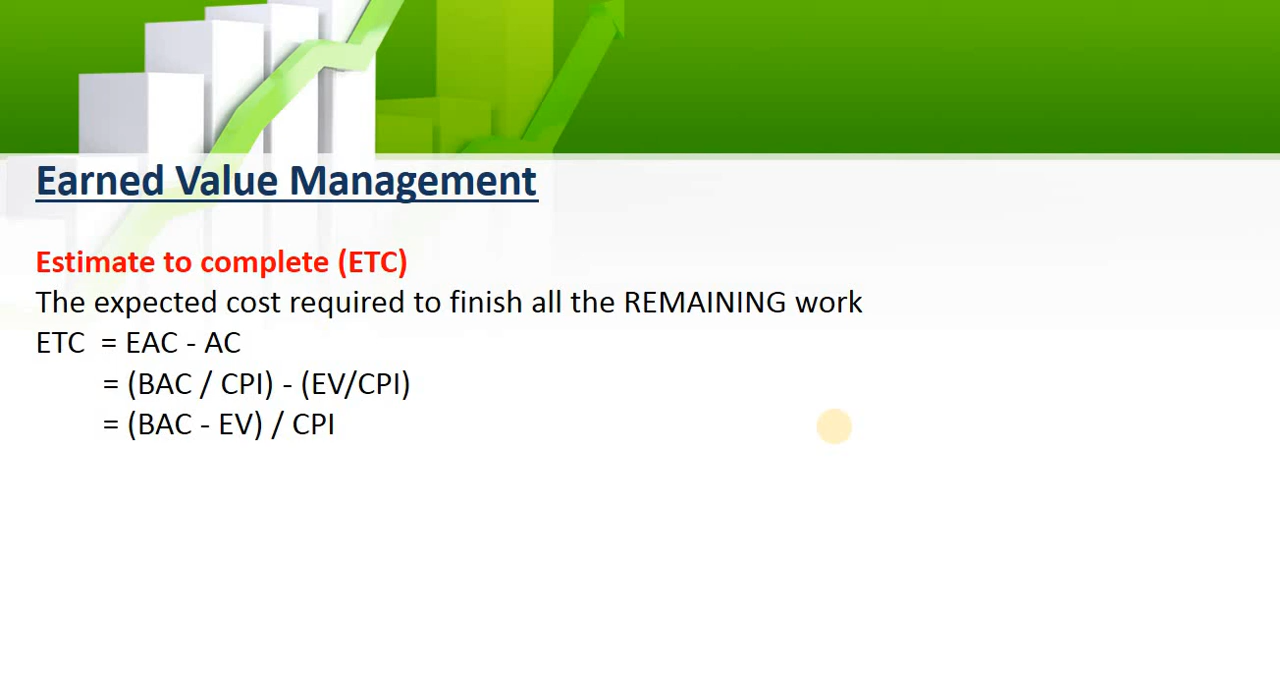 Earned Value Management
Estimate to complete (ETC)
The expected cost required to finish all the REMAINING work
ETC = EAC - AC
= (BAC / CPI) - (EV/CPI)
= (BAC - EV) / CPI